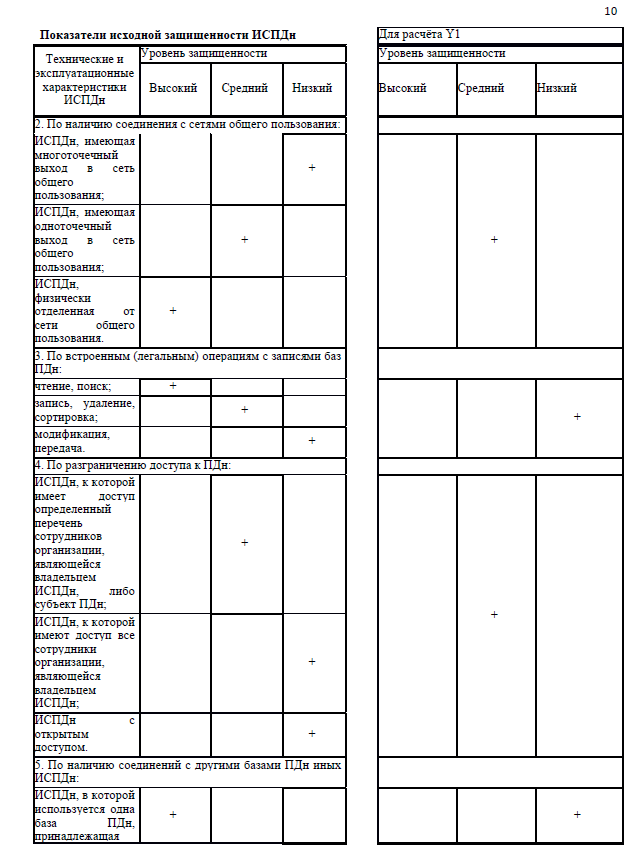 10
Показатели исходной защищенности ИСПДн
Для расчёта Y1
Технические и
эксплуатационные
характеристики
ИСПДн
Уровень защищенности
Уровень защищенности
Высокий
Средний
Низкий
Высокий
Средний
Низкий
2. По наличию соединения с сетями общего пользования:
ИСПДн, имеющая
многоточечный
выход в сеть
общего
пользования;
+
ИСПДн, имеющая
одноточечный
выход в сеть
общего
пользования;
+
+
ИСПДн,
физически
отделенная от
сети общего
пользования.
+
3. По встроенным (легальным) операциям с записями баз
ПДн:
чтение, поиск;
+
запись, удаление,
сортировка;
+
+
модификация,
передача.
+
4. По разграничению доступа к ПДн:
ИСПДн, к которой
имеет доступ
определенный
перечень
сотрудников
организации,
являющейся
владельцем
ИСПДн, либо
субъект ПДн;
+
+
ИСПДн, к которой
имеют доступ все
сотрудники
организации,
являющейся
владельцем
ИСПДн;
+
ИСПДн с
открытым
доступом.
+
5. По наличию соединений с другими базами ПДн иных
ИСПДн:
ИСПДн, в которой
используется одна
база ПДн,
принадлежащая
+
+